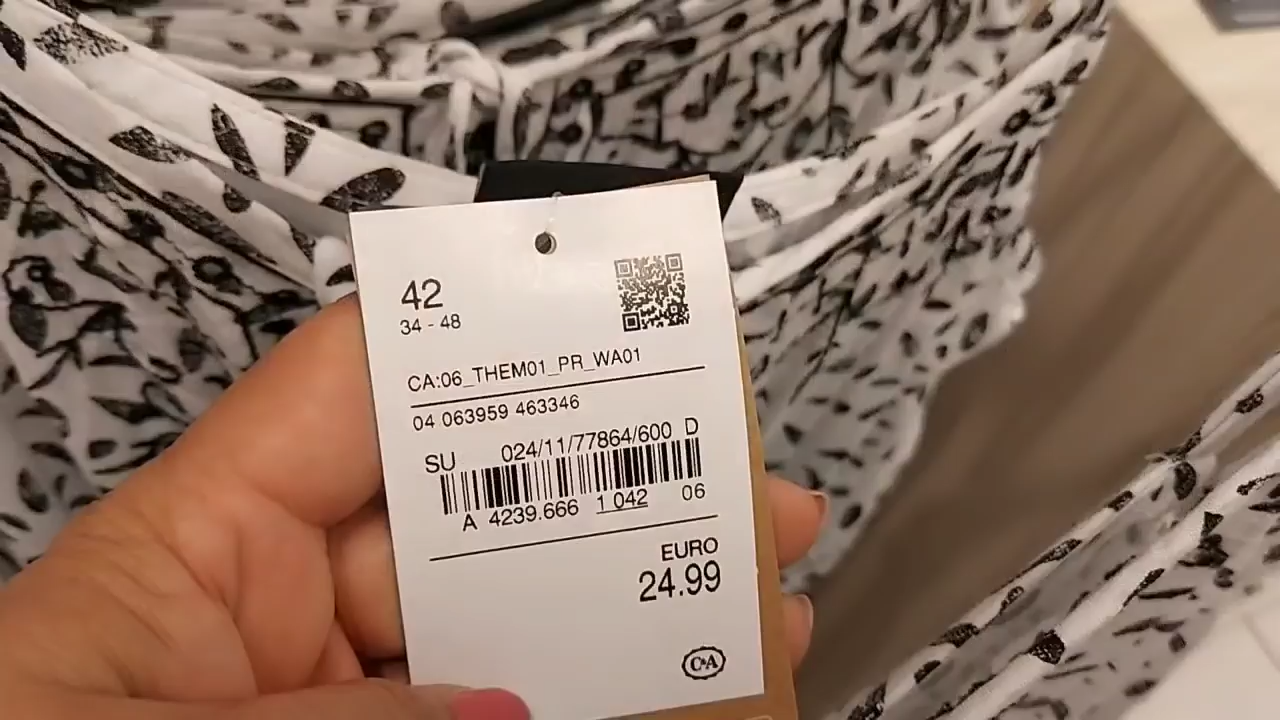 42
34 - 48
CA:06_THEM01_PR_WA01
04 063959 463346
SU 024/11/77864/600 D
A 4239.666 1 042 06
EURO
24.99
C&A